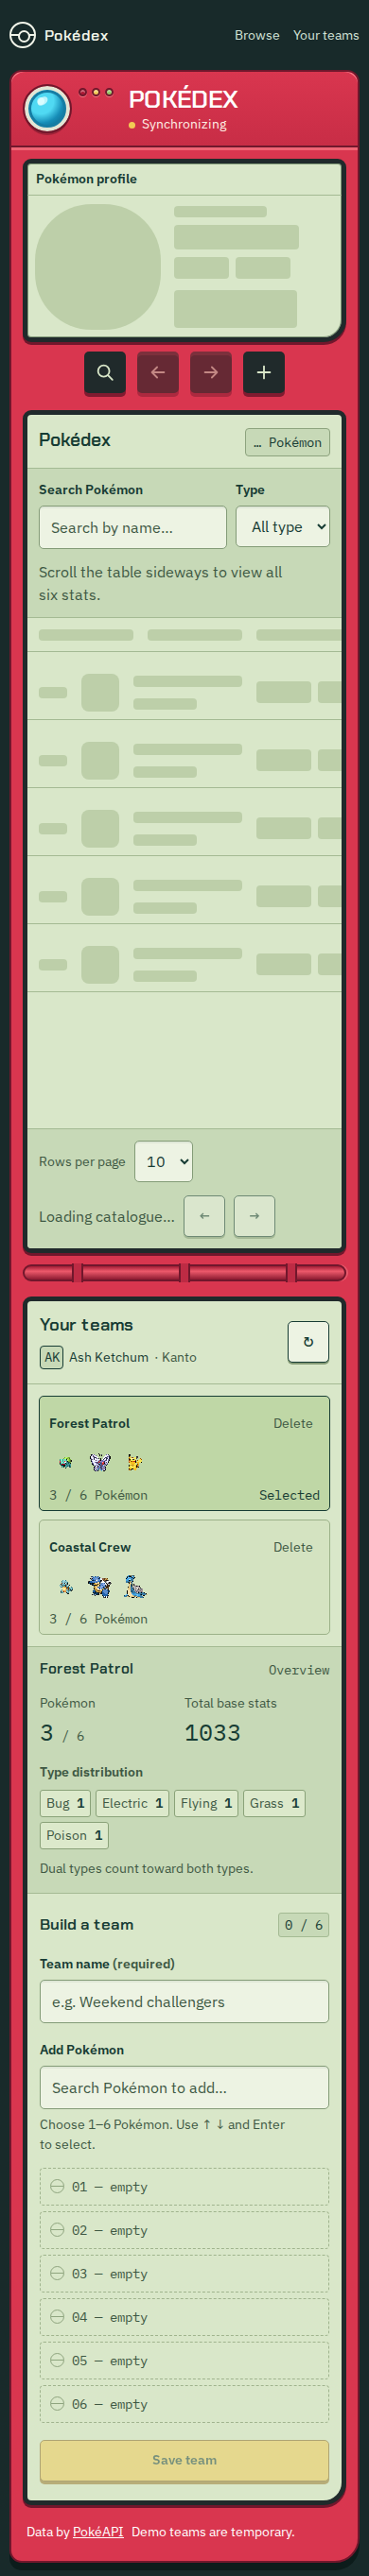 Pokédex
Browse Your teams
POKÉDEX
Synchronizing
Pokémon profile
Pokédex
… Pokémon
Search Pokémon Type
Search by name… All type
Scroll the table sideways to view all
six stats.
Rows per page 10
Loading catalogue… ← →
Your teams
AK Ash Ketchum · Kanto
↻
Forest Patrol Delete
3 / 6 Pokémon Selected
Coastal Crew Delete
3 / 6 Pokémon
Forest Patrol Overview
Pokémon Total base stats
3 / 6 1033
Type distribution
Bug 1 Electric 1 Flying 1 Grass 1
Poison 1
Dual types count toward both types.
Build a team 0 / 6
Team name (required)
e.g. Weekend challengers
Add Pokémon
Search Pokémon to add…
Choose 1–6 Pokémon. Use ↑ ↓ and Enter
to select.
01 — empty
02 — empty
03 — empty
04 — empty
05 — empty
06 — empty
Save team
Data by PokéAPI Demo teams are temporary.